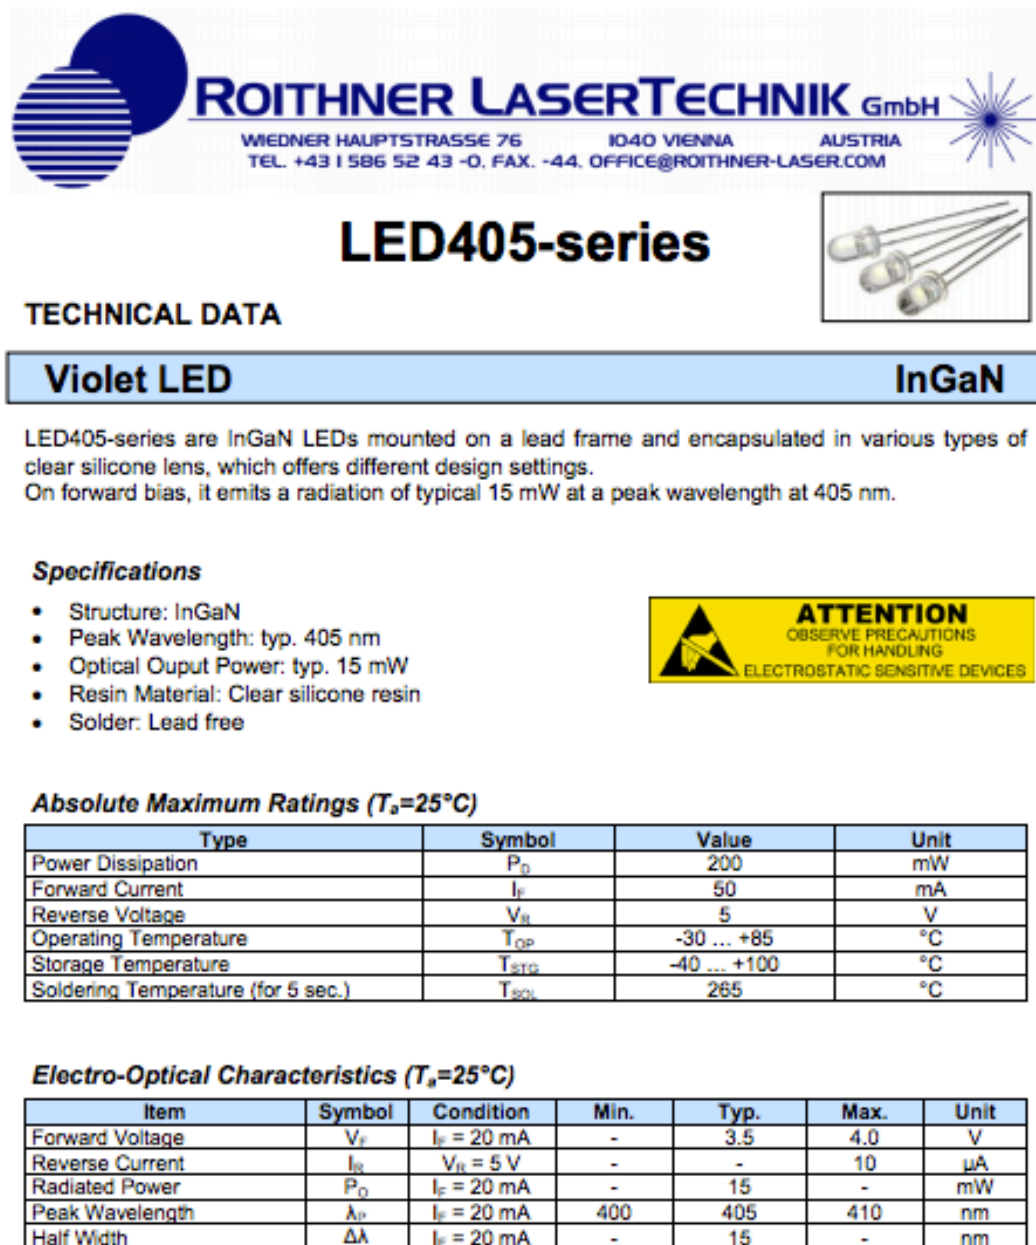 ROITHNER LASERTECHNIK GmbH
WIEDNER HAUPTSTRASSE 76 1040 VIENNA AUSTRIA
TEL. +43 1 586 52 43 -0, FAX. -44, OFFICE@ROITHNER-LASER.COM
LED405-series
TECHNICAL DATA
Violet LED InGaN
LED405-series are InGaN LEDs mounted on a lead frame and encapsulated in various types of
clear silicone lens, which offers different design settings.
On forward bias, it emits a radiation of typical 15 mW at a peak wavelength at 405 nm.
Specifications
• Structure: InGaN
• Peak Wavelength: typ. 405 nm
• Optical Ouput Power: typ. 15 mW
• Resin Material: Clear silicone resin
• Solder: Lead free
ATTENTION
OBSERVE PRECAUTIONS
FOR HANDLING
ELECTROSTATIC SENSITIVE DEVICES
Absolute Maximum Ratings (Ta=25°C)
Type Symbol Value Unit
Power Dissipation PD 200 mW
Forward Current IF 50 mA
Reverse Voltage VR 5 V
Operating Temperature TOP -30 ... +85 °C
Storage Temperature TSTG -40 ... +100 °C
Soldering Temperature (for 5 sec.) TSOL 265 °C
Electro-Optical Characteristics (Ta=25°C)
Item Symbol Condition Min. Typ. Max. Unit
Forward Voltage VF IF = 20 mA - 3.5 4.0 V
Reverse Current IR VR = 5 V - - 10 µA
Radiated Power PO IF = 20 mA - 15 - mW
Peak Wavelength λP IF = 20 mA 400 405 410 nm
Half Width Δλ IF = 20 mA - 15 - nm